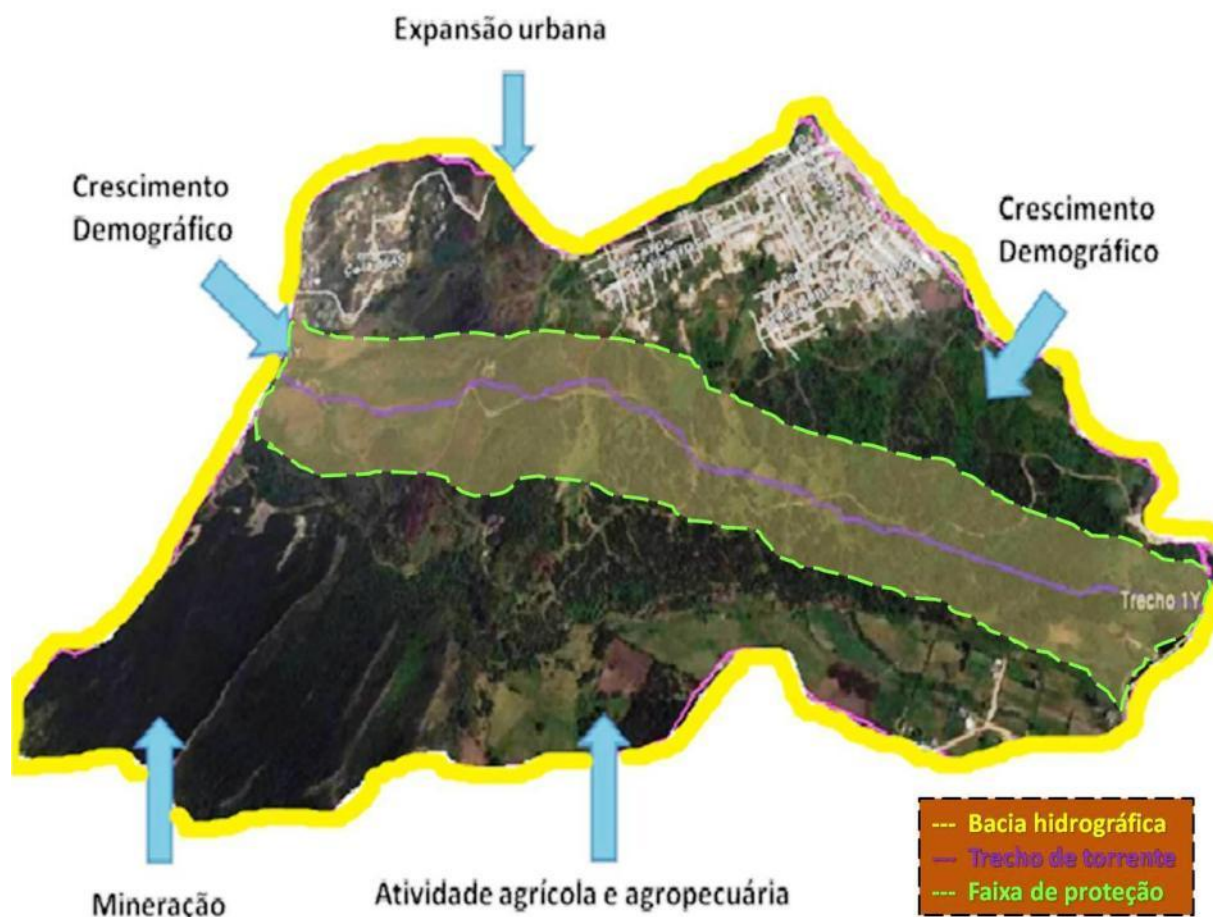 Expansão urbana
Crescimento
Demográfico
Crescimento
Demográfico
Trecho 1Y
Mineração
Atividade agrícola e agropecuária
--- Bacia hidrográfica
--- Trecho de torrente
--- Faixa de proteção